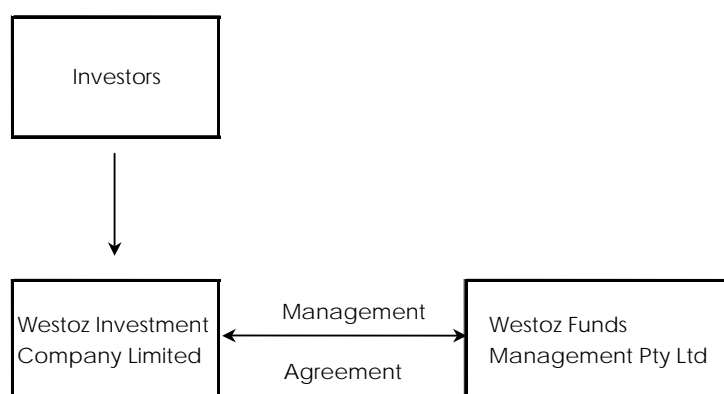 Investors
Westoz Investment
Company Limited
Management
Agreement
Westoz Funds
Management Pty Ltd